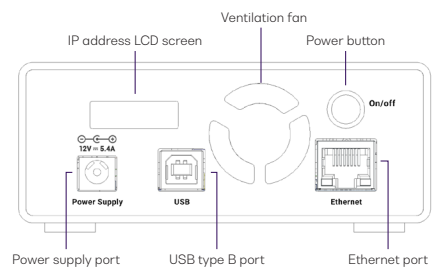 Ventilation fan
IP address LCD screen
Power button
On/off
12V 5.4A
Power Supply
USB
Ethernet
Power supply port
USB type B port
Ethernet port